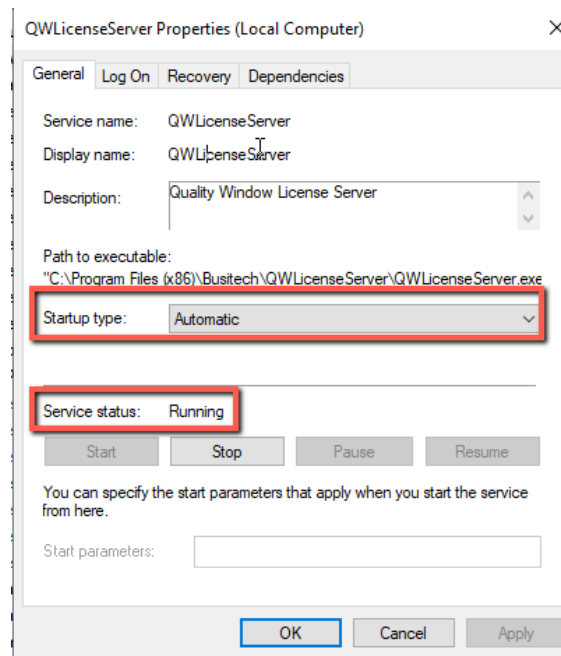 QWLicenseServer Properties (Local Computer)
General Log On Recovery Dependencies
Service name: QWLicenseServer
Display name: QWLicenseServer
Description: Quality Window License Server
Path to executable:
"C:\Program Files (x86)\Busitech\QWLicenseServer\QWLicenseServer.exe
Startup type: Automatic
Service status: Running
Start Stop Pause Resume
You can specify the start parameters that apply when you start the service
from here.
Start parameters:
OK Cancel Apply